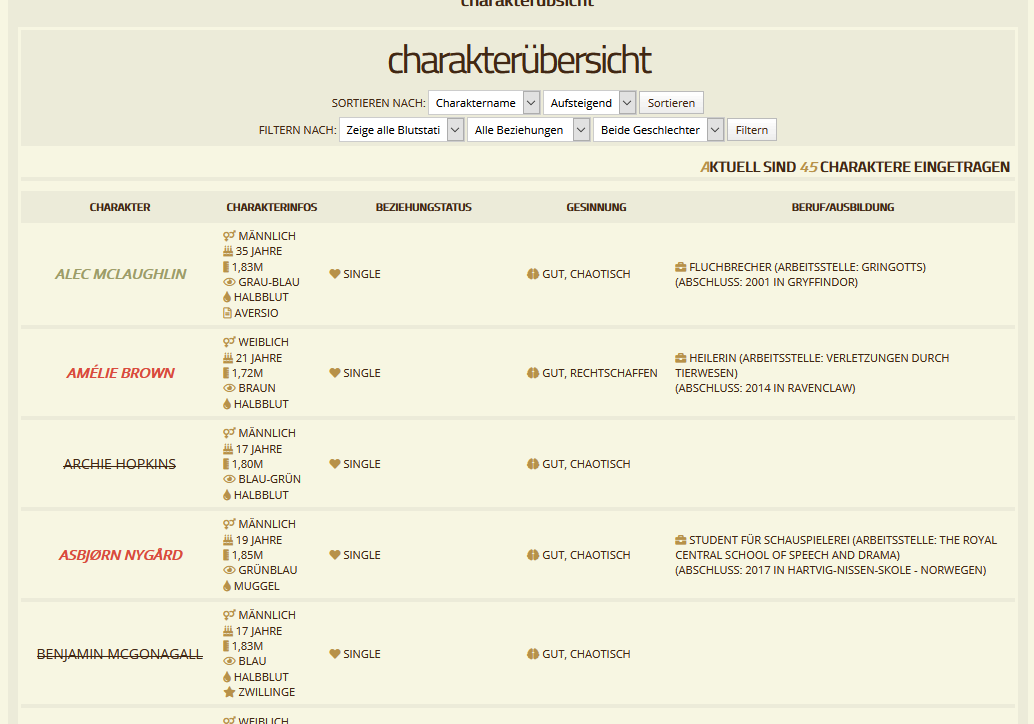 charakterübsicht
charakterübersicht
SORTIEREN NACH: Charaktername Aufsteigend Sortieren
FILTERN NACH: Zeige alle Blutstati Alle Beziehungen Beide Geschlechter Filtern
AKTUELL SIND 45 CHARAKTERE EINGETRAGEN
CHARAKTER CHARAKTERINFOS BEZIEHUNGSTATUS GESINNUNG BERUF/AUSBILDUNG
ALEC MCLAUGHLIN
MÄNNLICH
35 JAHRE
1,83M
GRAU-BLAU
HALBBLUT
AVERSIO
SINGLE
GUT, CHAOTISCH
FLUCHBRECHER (ARBEITSSTELLE: GRINGOTTS)
(ABSCHLUSS: 2001 IN GRYFFINDOR)
AMÉLIE BROWN
WEIBLICH
21 JAHRE
1,72M
BRAUN
HALBBLUT
SINGLE
GUT, RECHTSCHAFFEN
HEILERIN (ARBEITSSTELLE: VERLETZUNGEN DURCH
TIERWESEN)
(ABSCHLUSS: 2014 IN RAVENCLAW)
ARCHIE HOPKINS
MÄNNLICH
17 JAHRE
1,80M
BLAU-GRÜN
HALBBLUT
SINGLE
GUT, CHAOTISCH
ASBJØRN NYGÅRD
MÄNNLICH
19 JAHRE
1,85M
GRÜNBLAU
MUGGEL
SINGLE
GUT, CHAOTISCH
STUDENT FÜR SCHAUSPIELEREI (ARBEITSSTELLE: THE ROYAL
CENTRAL SCHOOL OF SPEECH AND DRAMA)
(ABSCHLUSS: 2017 IN HARTVIG-NISSEN-SKOLE - NORWEGEN)
BENJAMIN MCGONAGALL
MÄNNLICH
17 JAHRE
1,83M
BLAU
HALBBLUT
ZWILLINGE
SINGLE
GUT, CHAOTISCH
WEIBLICH